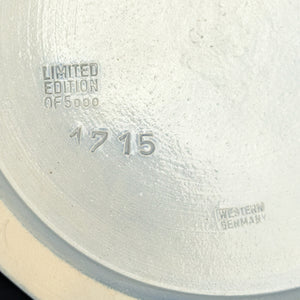 LIMITED
EDITION
OF 5000
1715
WESTERN
GERMANY